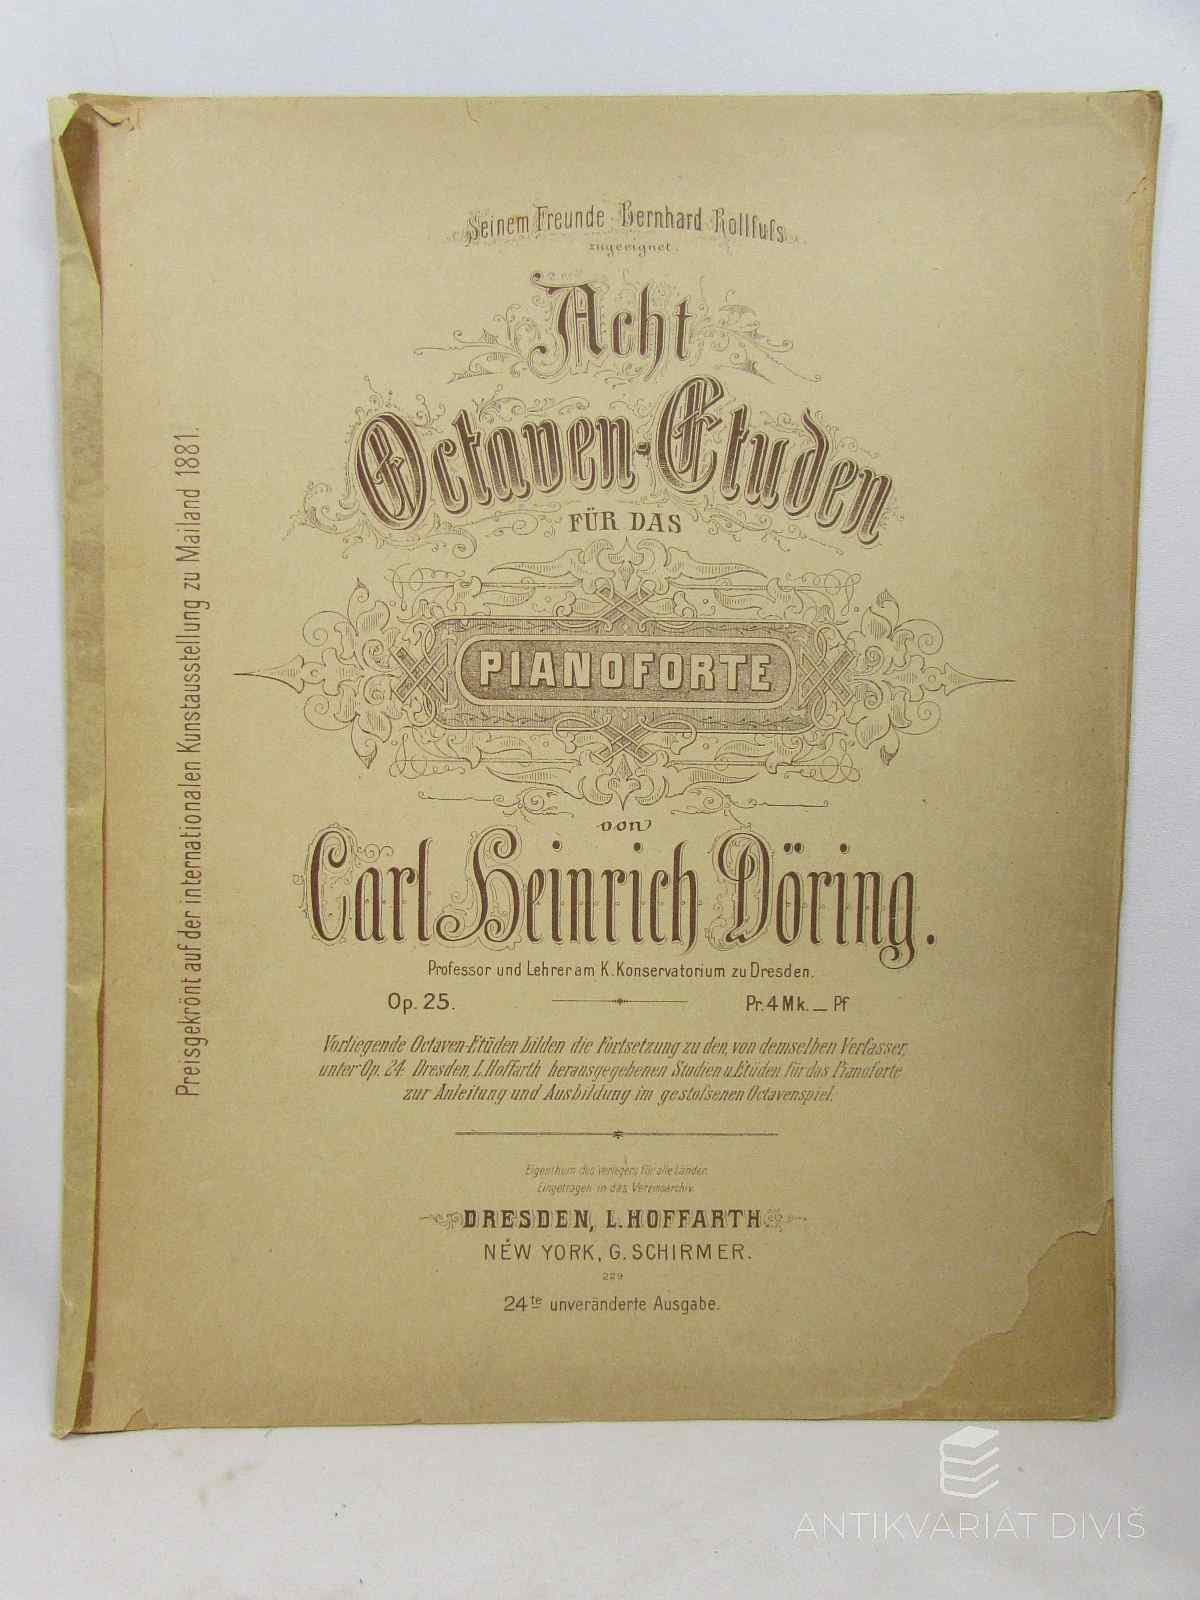 Seinem Freunde Bernhard Rollfuſs
zugeeignet.
Acht
Octaven-Etuden
FÜR DAS
PIANOFORTE
von
Carl Heinrich Döring.
Professor und Lehrer am K. Konservatorium zu Dresden.
Op. 25.
Pr. 4 Mk. _ Pf
Vorliegende Octaven-Etüden bilden die Fortsetzung zu den, von demselben Verfasser,
unter Op. 24 Dresden, L. Hoffarth herausgegebenen Studien u. Etüden für das Pianoforte
zur Anleitung und Ausbildung im gestoſsenen Octavenspiel.
Eigenthum des Verlegers für alle Länder.
Eingetragen in das Vereinsarchiv.
DRESDEN, L. HOFFARTH.
NEW YORK, G. SCHIRMER.
229
24te unveränderte Ausgabe.
Preisgekrönt auf der internationalen Kunstausstellung zu Mailand 1881.
ANTIKVARIÁT DIVIŠ